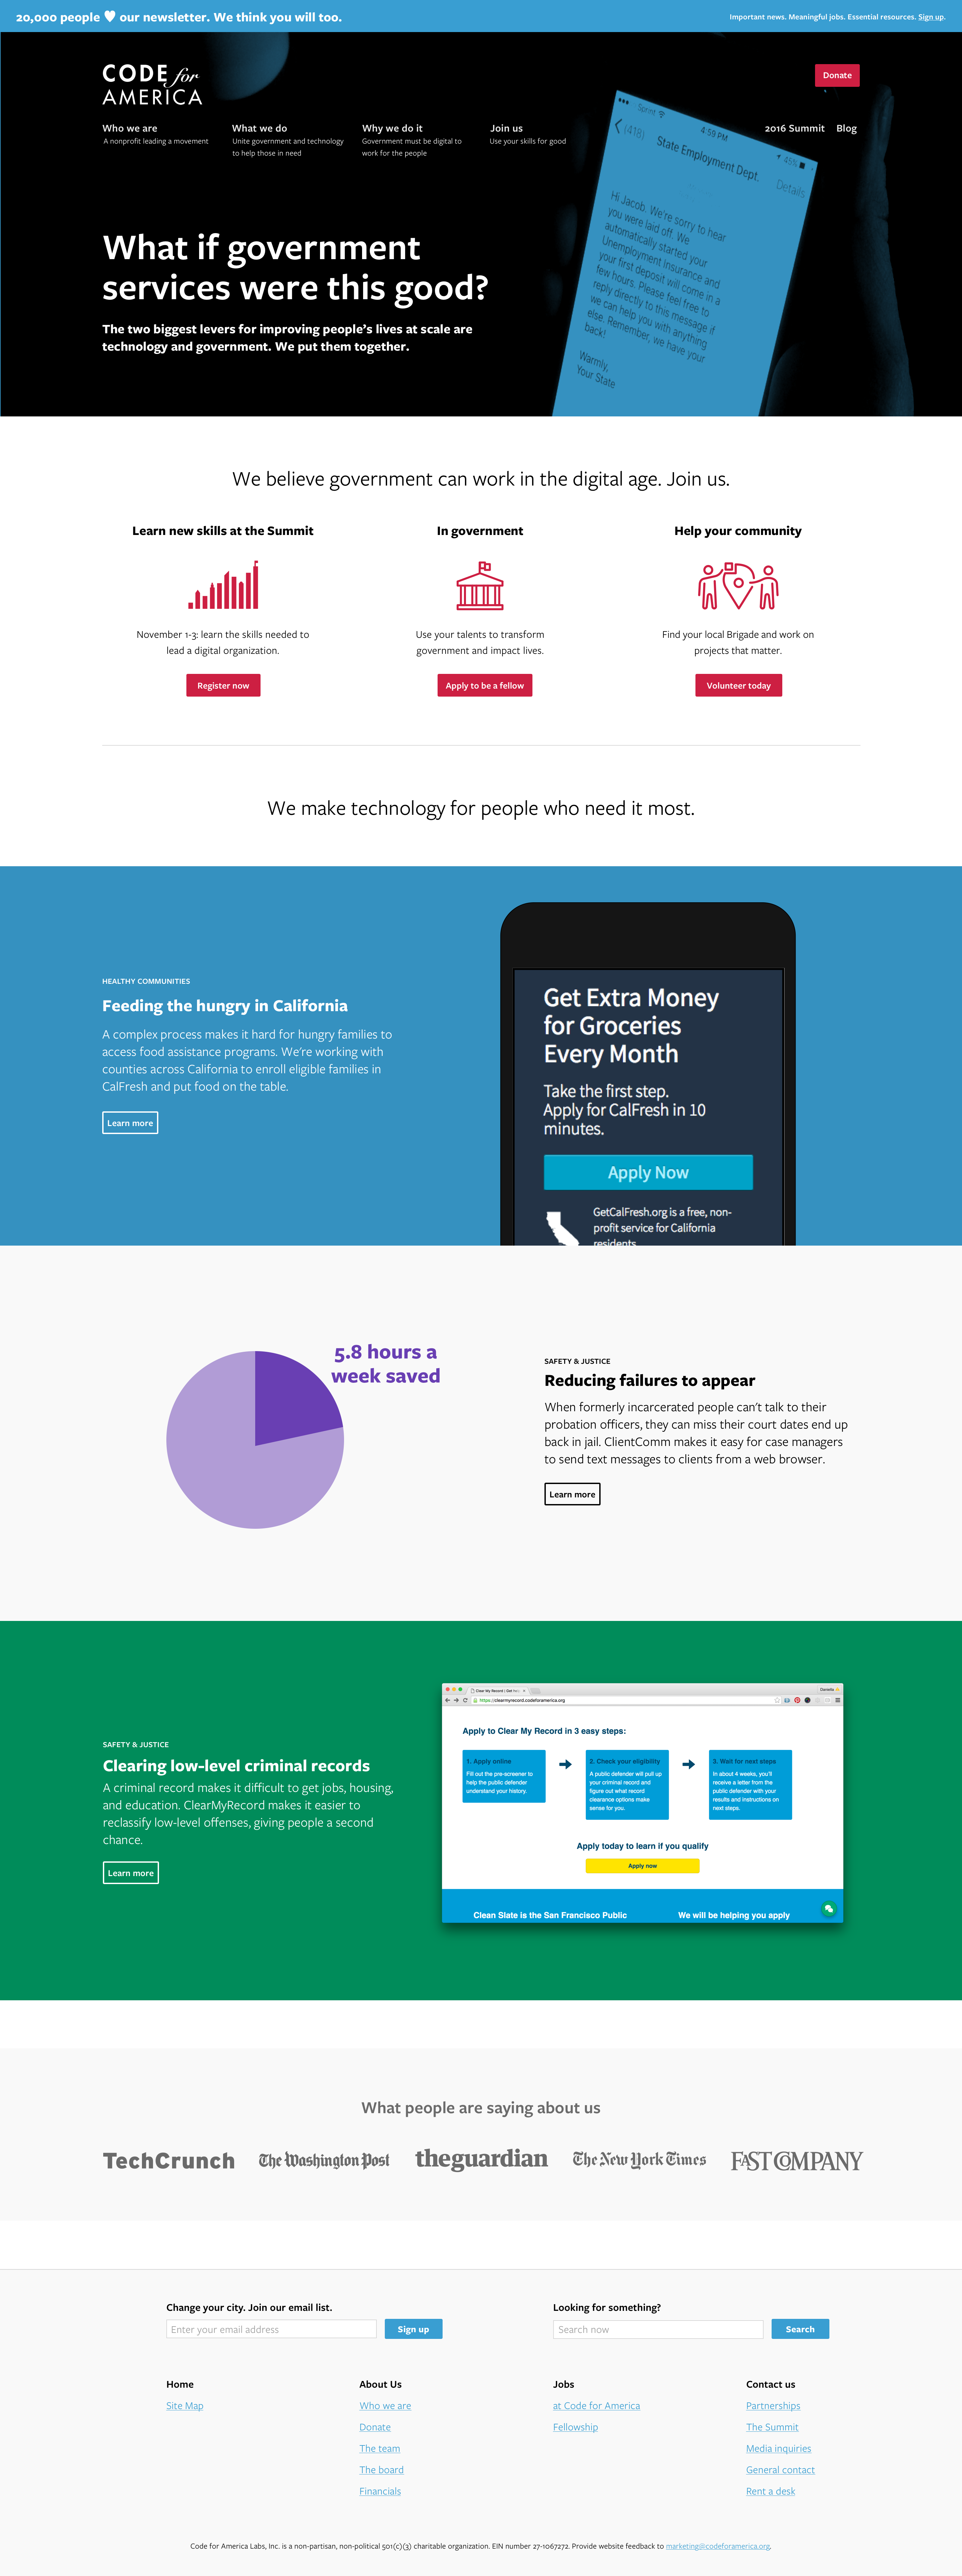 20,000 people ♥ our newsletter. We think you will too.
Important news. Meaningful jobs. Essential resources. Sign up.
CODE for
AMERICA
Donate
Who we are
A nonprofit leading a movement
What we do
Unite government and technology
to help those in need
Why we do it
Government must be digital to
work for the people
Join us
Use your skills for good
2016 Summit
Blog
Sprint
4:59 PM
45%
(418)
State Employment Dept.
Details
Hi Jacob. We're sorry to hear
you were laid off. We
automatically started your
Unemployment Insurance and
your first deposit will come in a
few hours. Please feel free to
reply directly to this message if
we can help you with anything
else. Remember, we have your
back!
Warmly,
Your State
What if government
services were this good?
The two biggest levers for improving people's lives at scale are
technology and government. We put them together.
We believe government can work in the digital age. Join us.
Learn new skills at the Summit
November 1-3: learn the skills needed to
lead a digital organization.
Register now
In government
Use your talents to transform
government and impact lives.
Apply to be a fellow
Help your community
Find your local Brigade and work on
projects that matter.
Volunteer today
We make technology for people who need it most.
HEALTHY COMMUNITIES
Feeding the hungry in California
A complex process makes it hard for hungry families to
access food assistance programs. We're working with
counties across California to enroll eligible families in
CalFresh and put food on the table.
Learn more
Get Extra Money
for Groceries
Every Month
Take the first step.
Apply for CalFresh in 10
minutes.
Apply Now
GetCalFresh.org is a free, non-
profit service for California
residents
5.8 hours a
week saved
SAFETY & JUSTICE
Reducing failures to appear
When formerly incarcerated people can't talk to their
probation officers, they can miss their court dates end up
back in jail. ClientComm makes it easy for case managers
to send text messages to clients from a web browser.
Learn more
SAFETY & JUSTICE
Clearing low-level criminal records
A criminal record makes it difficult to get jobs, housing,
and education. ClearMyRecord makes it easier to
reclassify low-level offenses, giving people a second
chance.
Learn more
Clear My Record | Get
https://clearmyrecord.codeforamerica.org
Apply to Clear My Record in 3 easy steps:
1. Apply online
Fill out the pre-screener to
help the public defender
understand your history.
2. Check your eligibility
A public defender will pull up
your criminal record and
figure out what record
clearance options make
sense for you.
3. Wait for next steps
In about 4 weeks, you'll
receive a letter from the
public defender with your
results and instructions on
next steps.
Apply today to learn if you qualify
Apply now
Clean Slate is the San Francisco Public
We will be helping you apply
What people are saying about us
TechCrunch
The Washington Post
theguardian
The New York Times
FAST COMPANY
Change your city. Join our email list.
Enter your email address
Sign up
Looking for something?
Search now
Search
Home
Site Map
About Us
Who we are
Donate
The team
The board
Financials
Jobs
at Code for America
Fellowship
Contact us
Partnerships
The Summit
Media inquiries
General contact
Rent a desk
Code for America Labs, Inc. is a non-partisan, non-political 501(c)(3) charitable organization. EIN number 27-1067272. Provide website feedback to marketing@codeforamerica.org.